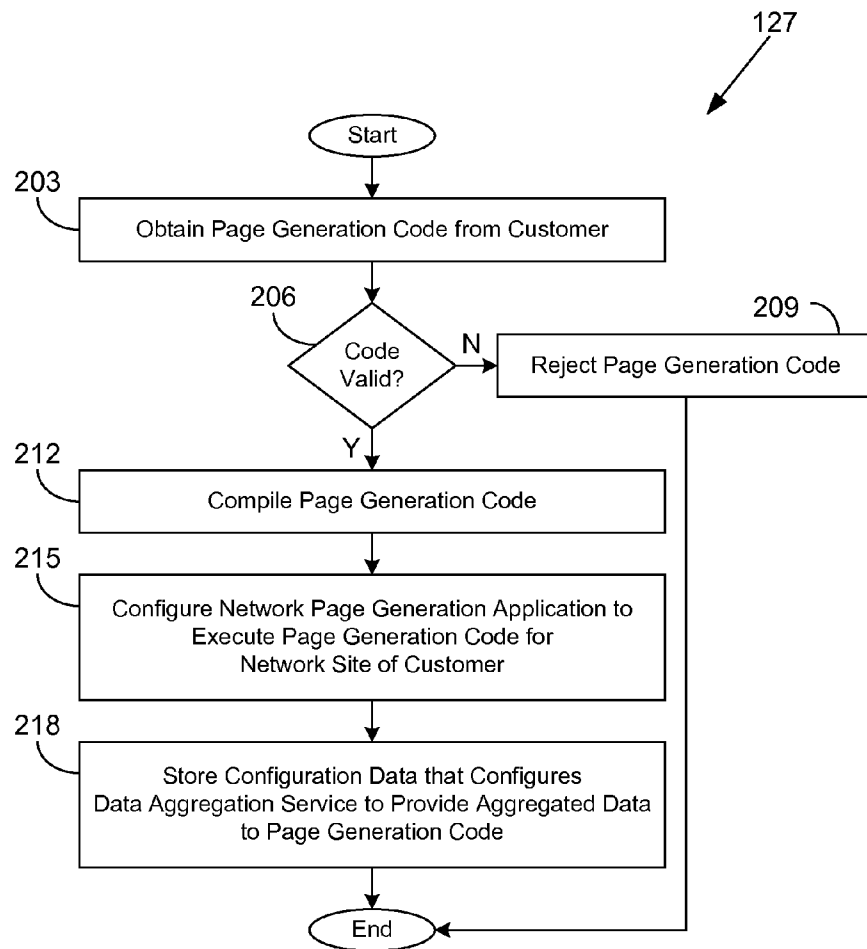 127
Start
203
Obtain Page Generation Code from Customer
206
209
Code
Valid?
N
Reject Page Generation Code
Y
212
Compile Page Generation Code
215
Configure Network Page Generation Application to
Execute Page Generation Code for
Network Site of Customer
218
Store Configuration Data that Configures
Data Aggregation Service to Provide Aggregated Data
to Page Generation Code
End